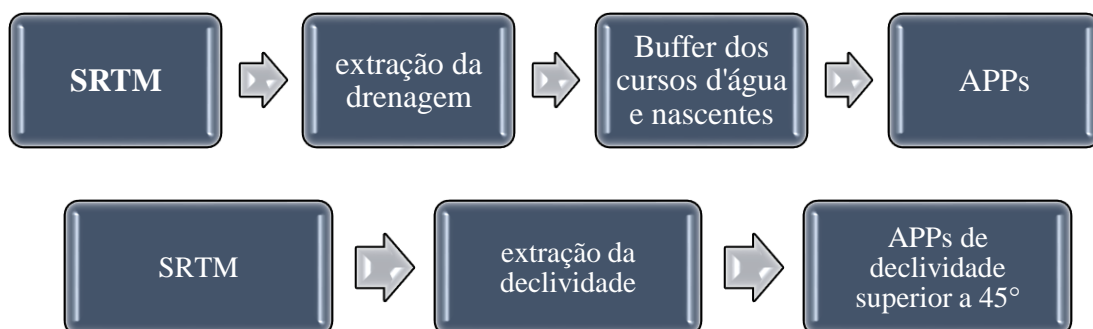 SRTM
extração da
drenagem
Buffer dos
cursos d'água
e nascentes
APPs
SRTM
extração da
declividade
APPs de
declividade
superior a 45°